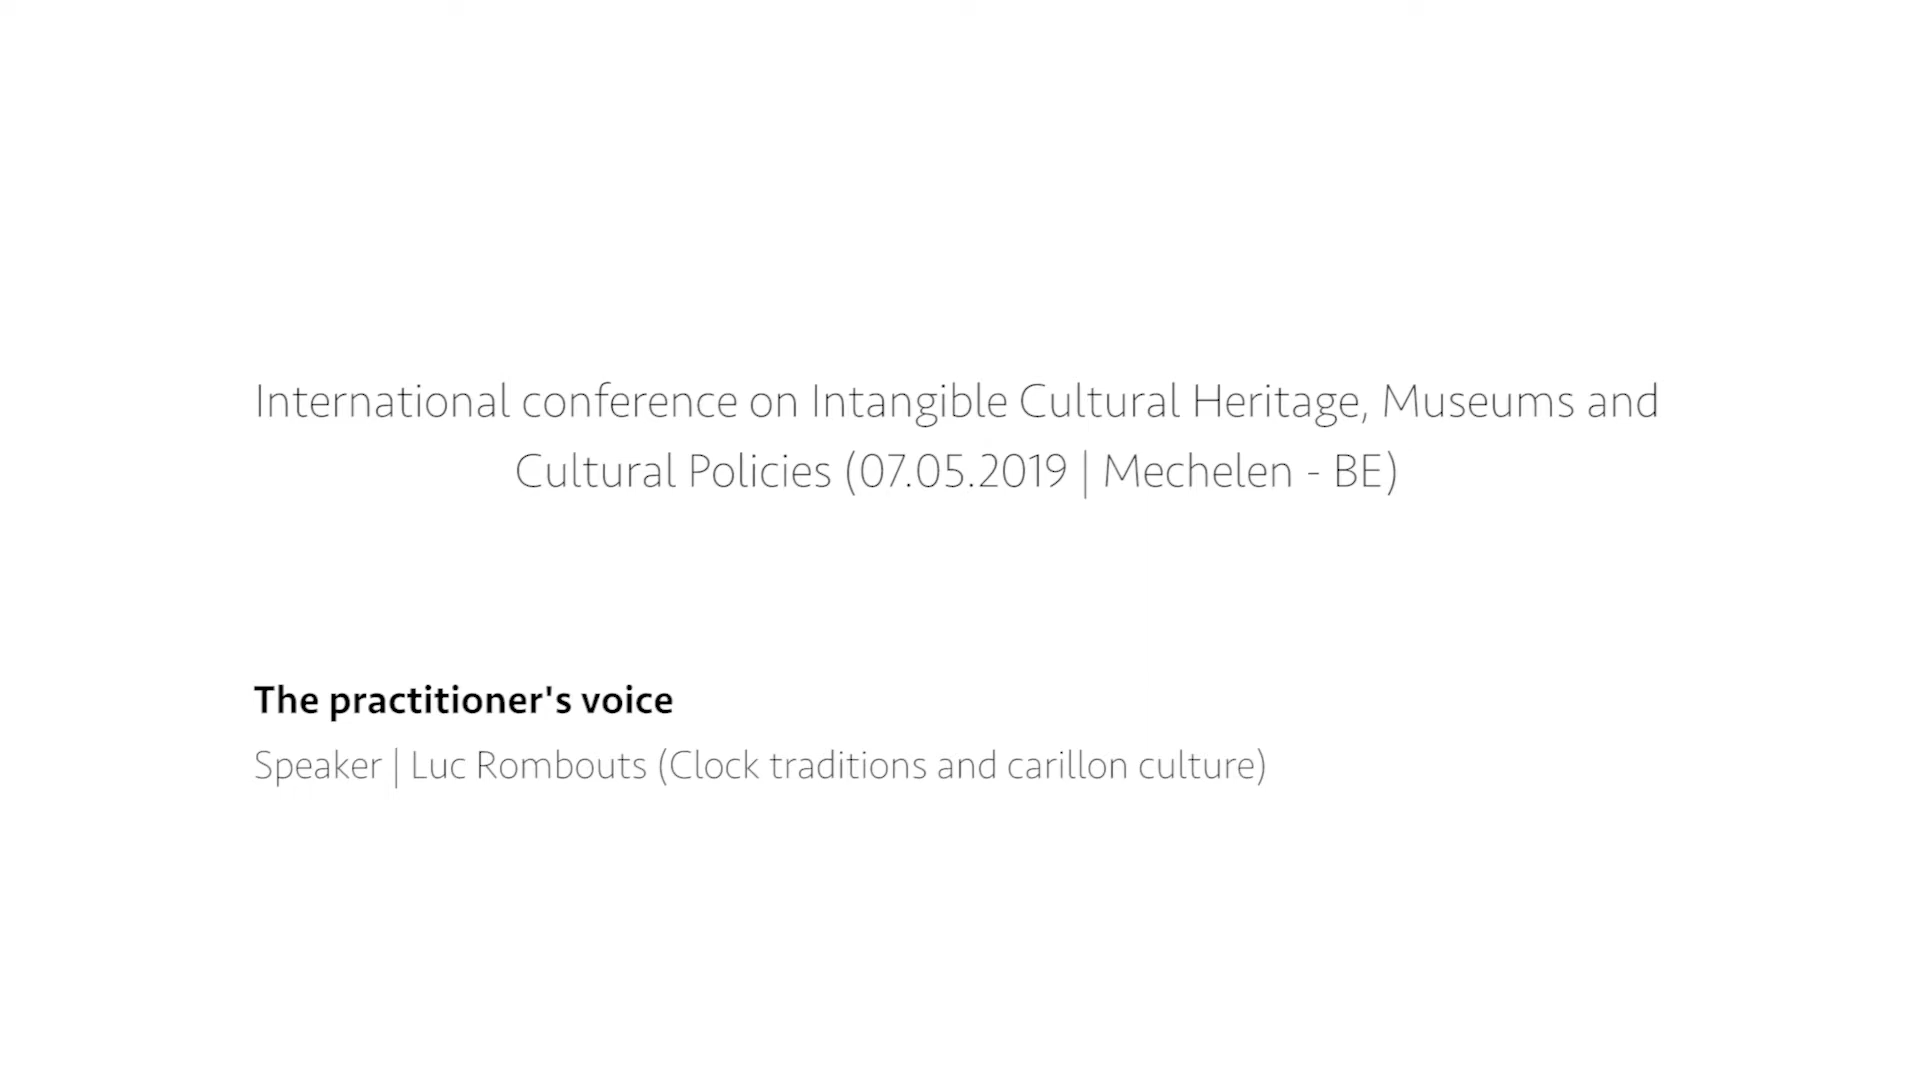 International conference on Intangible Cultural Heritage, Museums and
Cultural Policies (07.05.2019 | Mechelen - BE)
The practitioner's voice
Speaker | Luc Rombouts (Clock traditions and carillon culture)